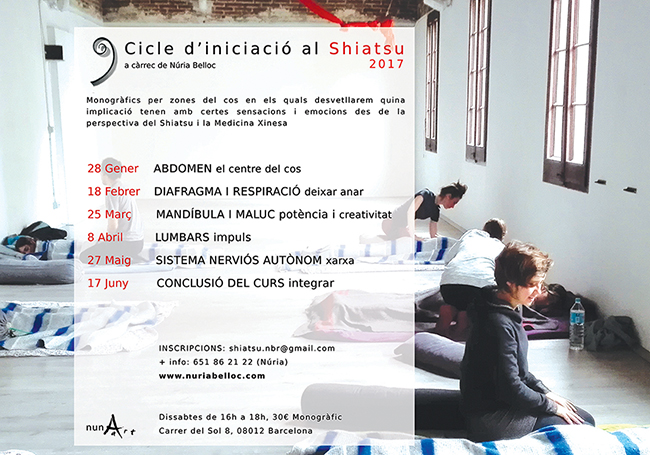 Cicle d'iniciació al Shiatsu
2017
a càrrec de Núria Belloc
Monogràfics per zones del cos en els quals desvetllarem quina
implicació tenen amb certes sensacions i emocions des de la
perspectiva del Shiatsu i la Medicina Xinesa
28 Gener ABDOMEN el centre del cos
18 Febrer DIAFRAGMA I RESPIRACIÓ deixar anar
25 Març MANDÍBULA I MALUC potència i creativitat
8 Abril LUMBARS impuls
27 Maig SISTEMA NERVIÓS AUTÒNOM xarxa
17 Juny CONCLUSIÓ DEL CURS integrar
INSCRIPCIONS: shiatsu.nbr@gmail.com
+ info: 651 86 21 22 (Núria)
www.nuriabelloc.com
nun Art
Dissabtes de 16h a 18h, 30€ Monogràfic
Carrer del Sol 8, 08012 Barcelona